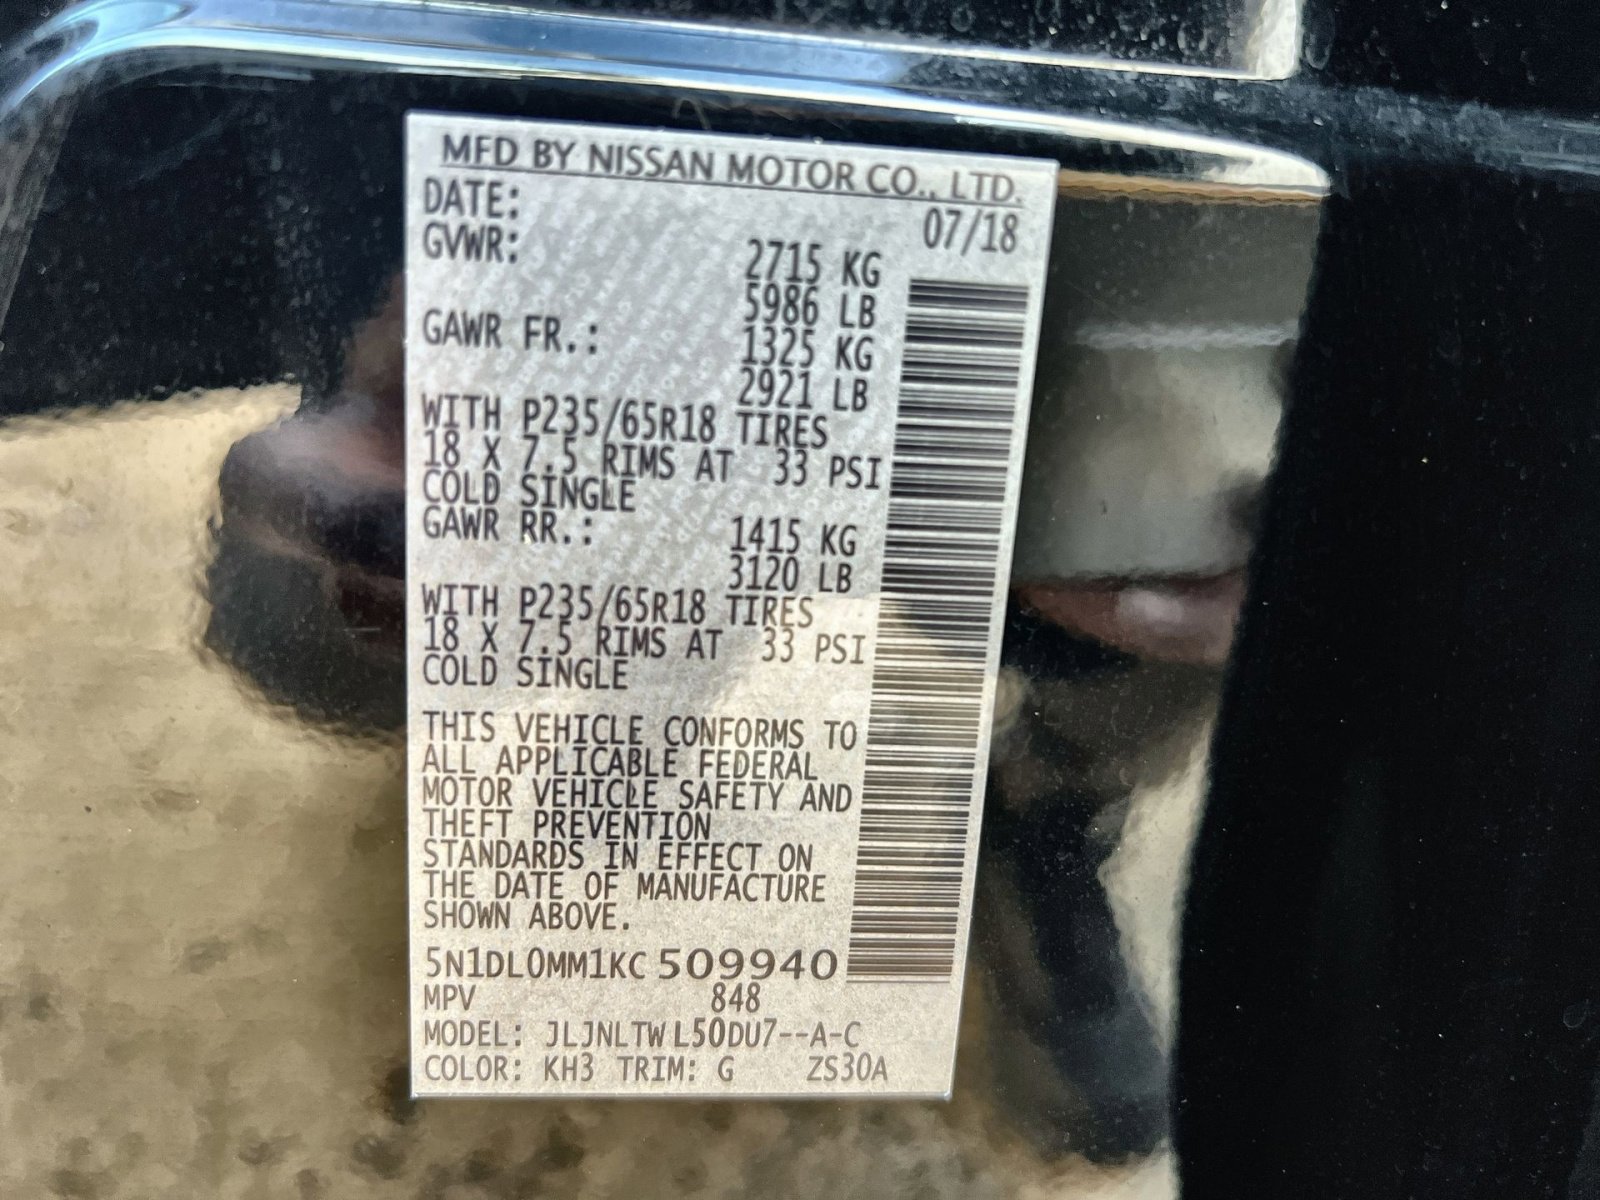 MFD BY NISSAN MOTOR CO., LTD.
DATE: 07/18
GVWR: 2715 KG
5986 LB
GAWR FR.: 1325 KG
2921 LB
WITH P235/65R18 TIRES
18 X 7.5 RIMS AT 33 PSI
COLD SINGLE
GAWR RR.: 1415 KG
3120 LB
WITH P235/65R18 TIRES
18 X 7.5 RIMS AT 33 PSI
COLD SINGLE
THIS VEHICLE CONFORMS TO
ALL APPLICABLE FEDERAL
MOTOR VEHICLE SAFETY AND
THEFT PREVENTION
STANDARDS IN EFFECT ON
THE DATE OF MANUFACTURE
SHOWN ABOVE.
5N1DL0MM1KC 509940
MPV 848
MODEL: JLJNLTW L50DU7--A-C
COLOR: KH3 TRIM: G ZS30A